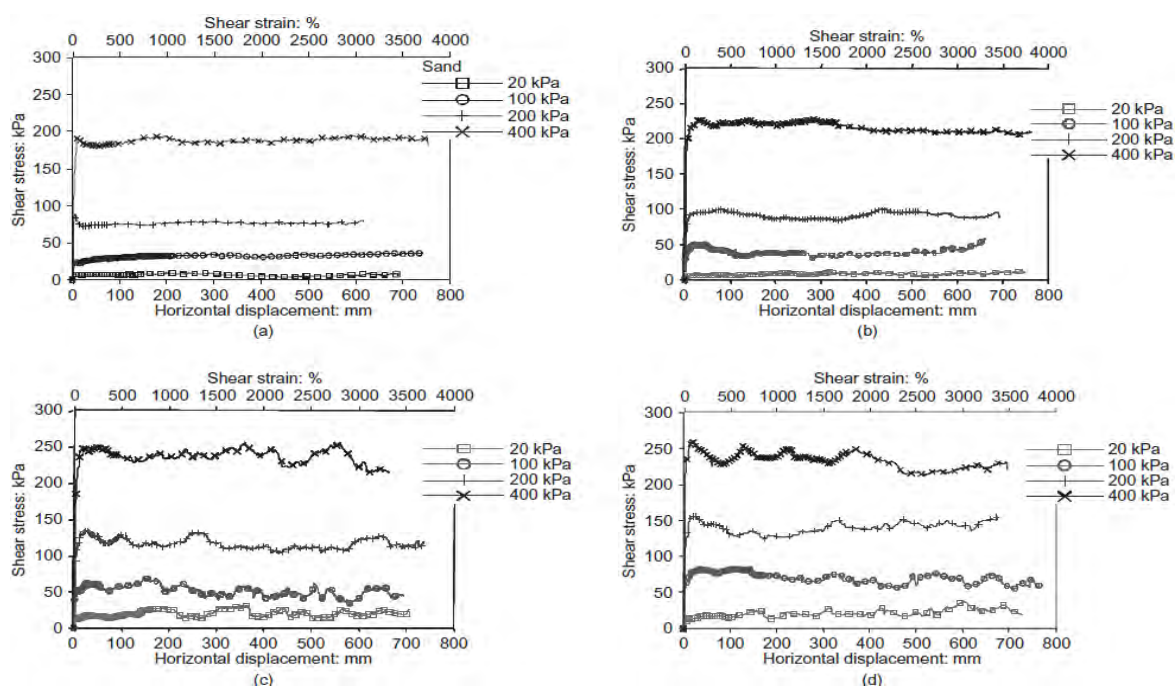 Shear strain: %
0 500 1000 1500 2000 2500 3000 3500 4000
300
250
200
150
100
50
0
Shear stress: kPa
Sand
20 kPa
100 kPa
200 kPa
400 kPa
0 100 200 300 400 500 600 700 800
Horizontal displacement: mm
(a)
Shear strain: %
0 500 1000 1500 2000 2500 3000 3500 4000
300
250
200
150
100
50
0
Shear stress: kPa
20 kPa
100 kPa
200 kPa
400 kPa
0 100 200 300 400 500 600 700 800
Horizontal displacement: mm
(b)
Shear strain: %
0 500 1000 1500 2000 2500 3000 3500 4000
300
250
200
150
100
50
0
Shear stress: kPa
20 kPa
100 kPa
200 kPa
400 kPa
0 100 200 300 400 500 600 700 800
Horizontal displacement: mm
(c)
Shear strain: %
0 500 1000 1500 2000 2500 3000 3500 4000
300
250
200
150
100
50
0
Shear stress: kPa
20 kPa
100 kPa
200 kPa
400 kPa
0 100 200 300 400 500 600 700 800
Horizontal displacement: mm
(d)